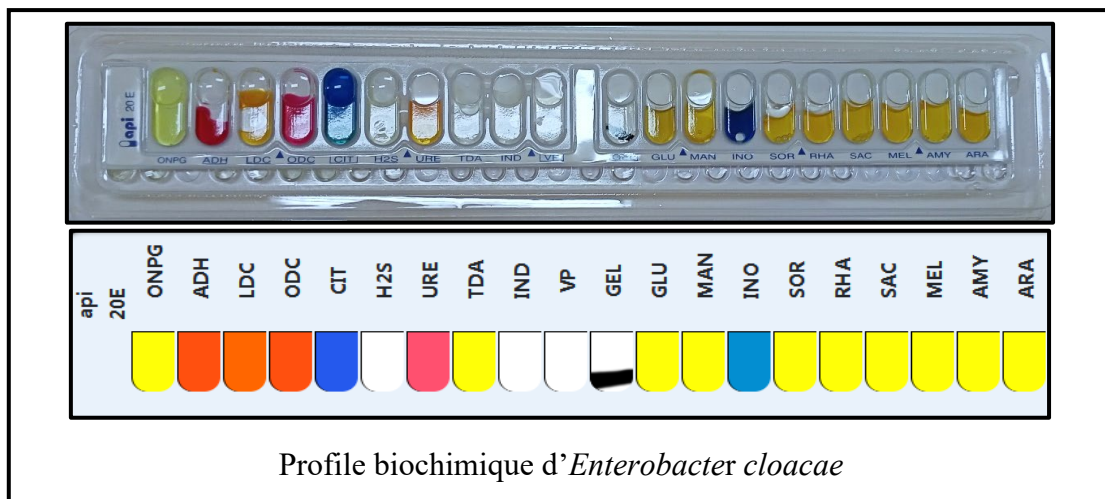 api 20 E
ONPG ADH LDC ODC CIT H2S URE TDA IND GLU MAN INO SOR RHA SAC MEL AMY ARA
api 20E
ONPG ADH LDC ODC CIT H2S URE TDA IND VP GEL GLU MAN INO SOR RHA SAC MEL AMY ARA
Profile biochimique d’Enterobacter cloacae